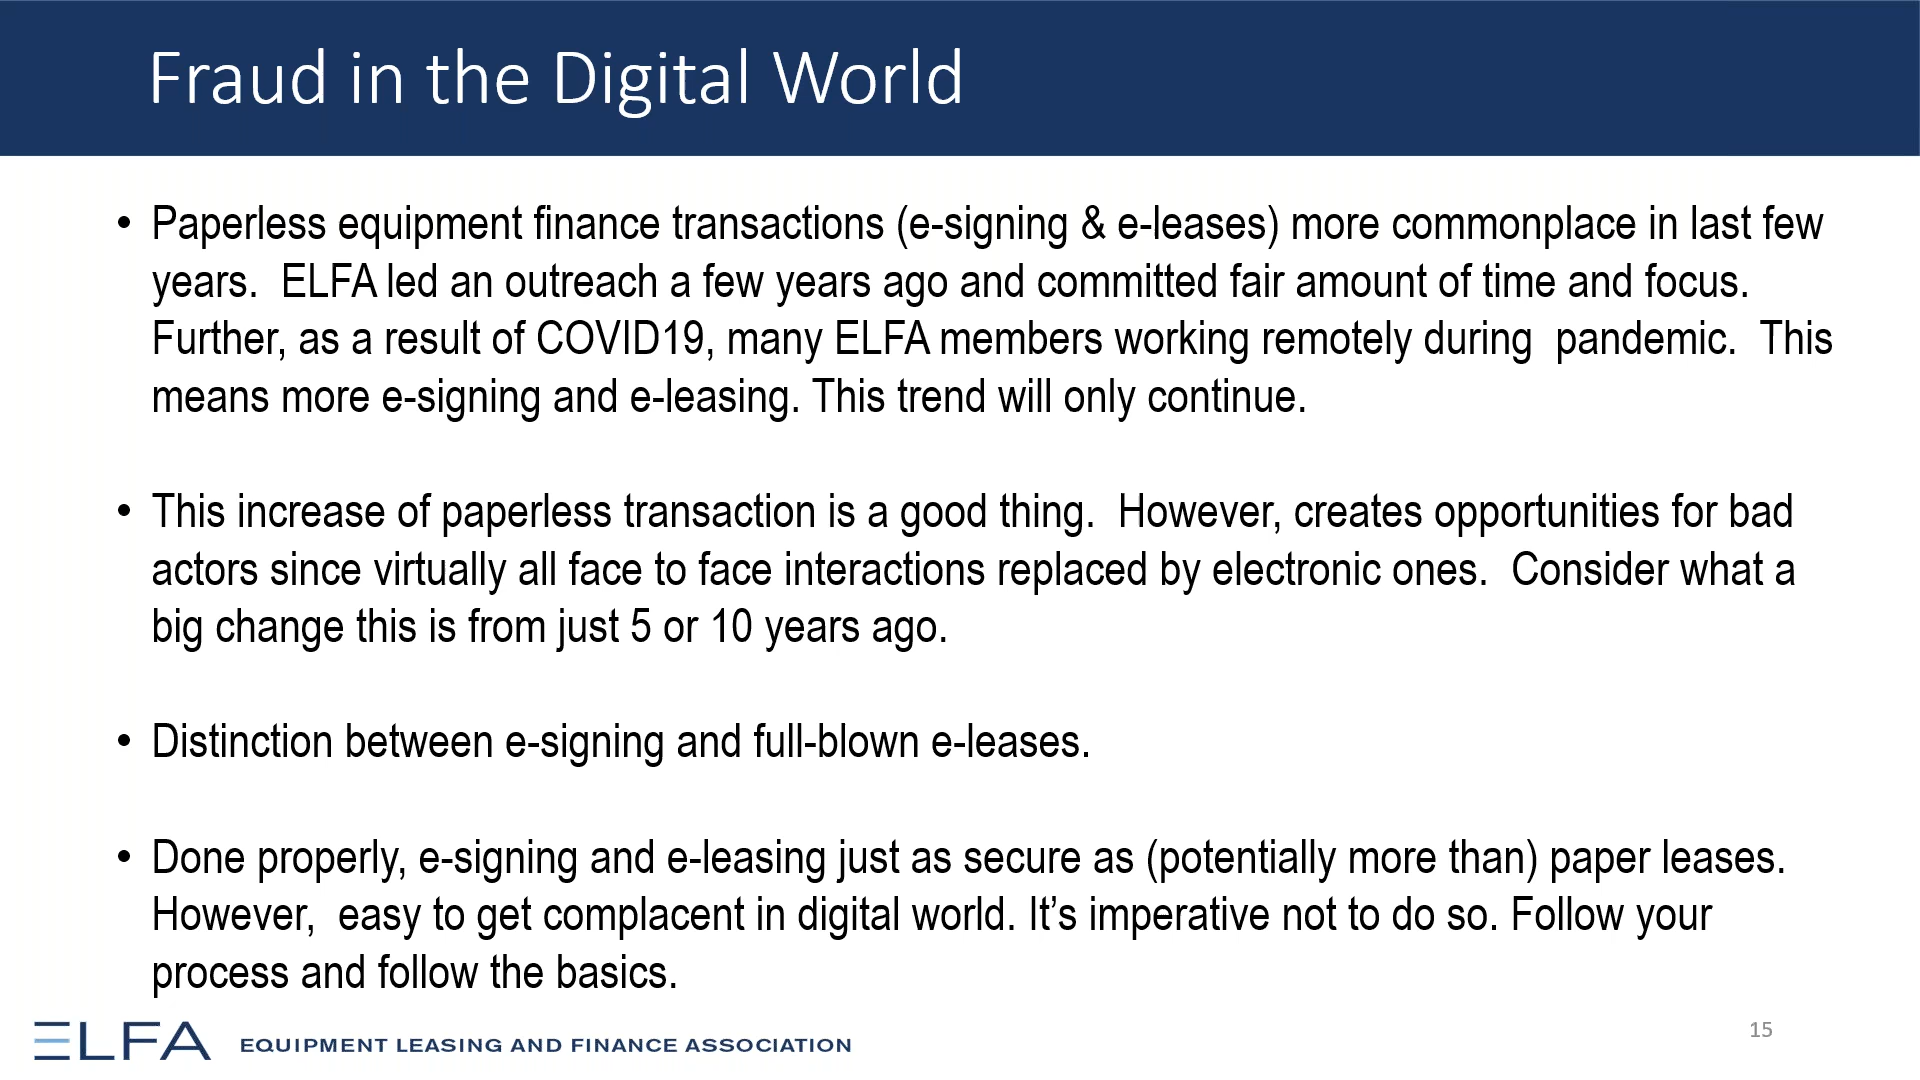 Fraud in the Digital World
• Paperless equipment finance transactions (e-signing & e-leases) more commonplace in last few
years.  ELFA led an outreach a few years ago and committed fair amount of time and focus.
Further, as a result of COVID19, many ELFA members working remotely during  pandemic.  This
means more e-signing and e-leasing. This trend will only continue.
• This increase of paperless transaction is a good thing.  However, creates opportunities for bad
actors since virtually all face to face interactions replaced by electronic ones.  Consider what a
big change this is from just 5 or 10 years ago.
• Distinction between e-signing and full-blown e-leases.
• Done properly, e-signing and e-leasing just as secure as (potentially more than) paper leases.
However,  easy to get complacent in digital world. It’s imperative not to do so. Follow your
process and follow the basics.
ELFA EQUIPMENT LEASING AND FINANCE ASSOCIATION
15